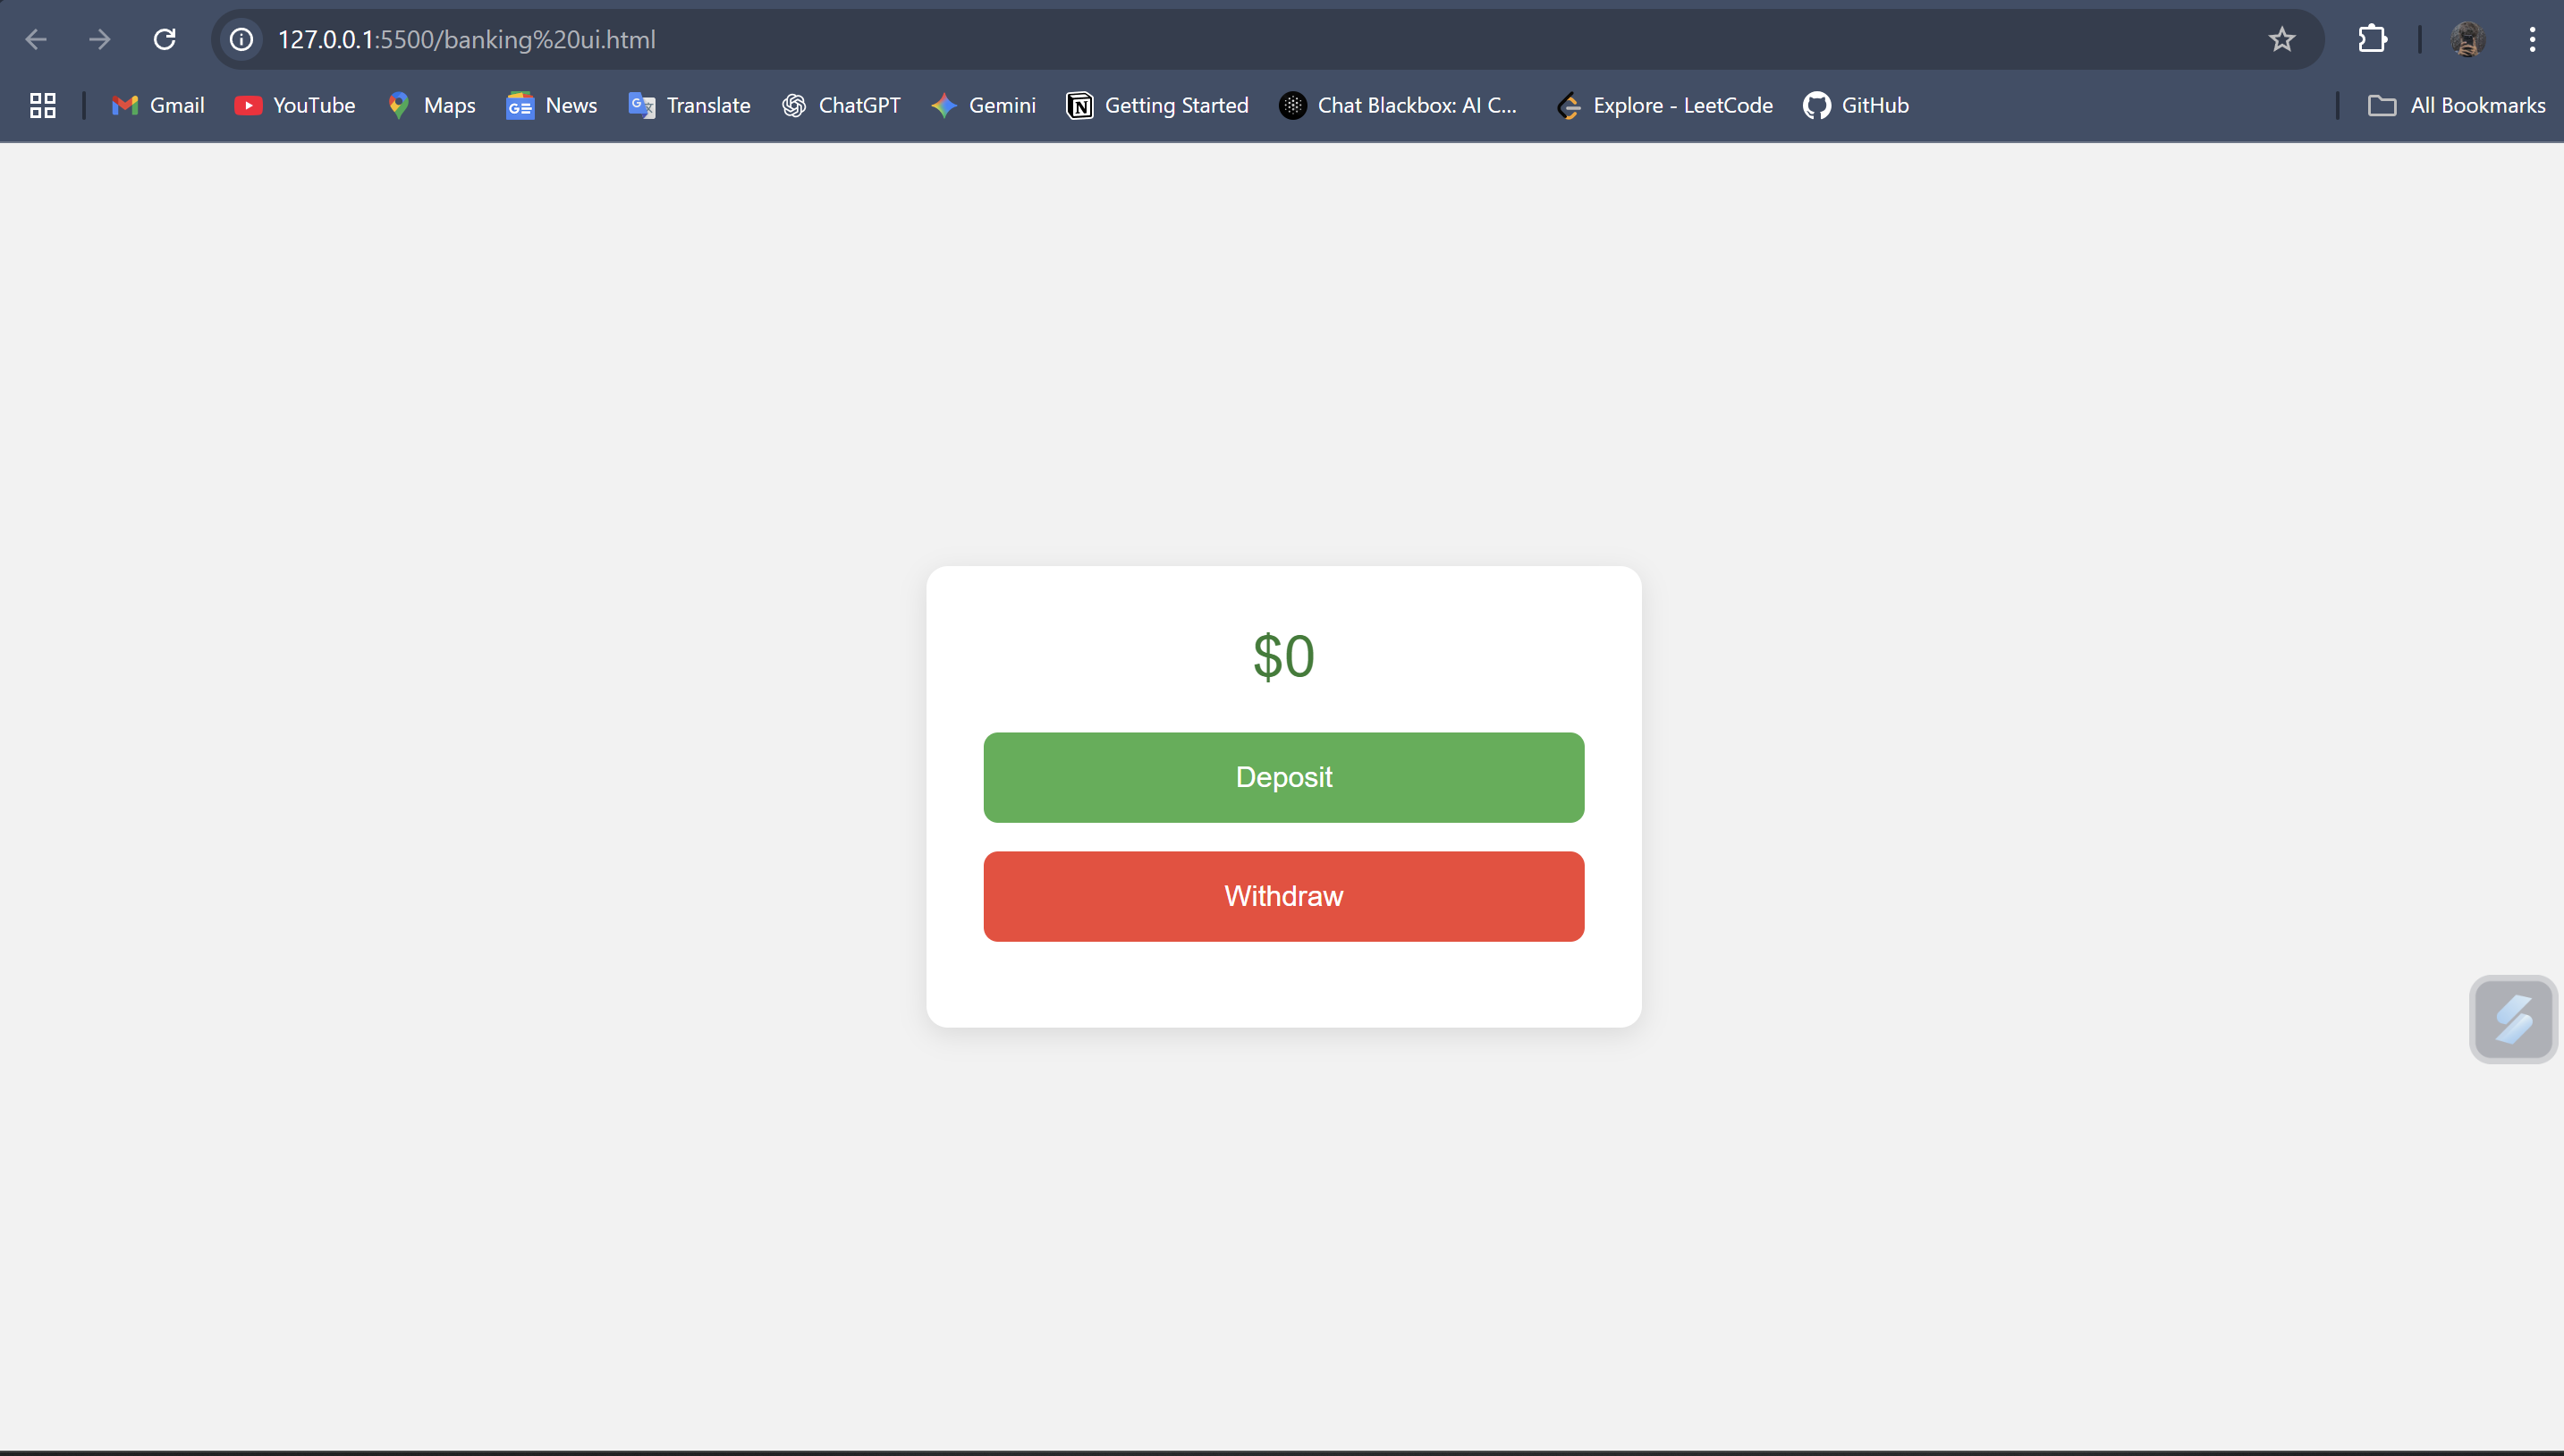 127.0.0.1:5500/banking%20ui.html
Gmail YouTube Maps News Translate ChatGPT Gemini Getting Started Chat Blackbox: AI C... Explore - LeetCode GitHub All Bookmarks
$0
Deposit
Withdraw